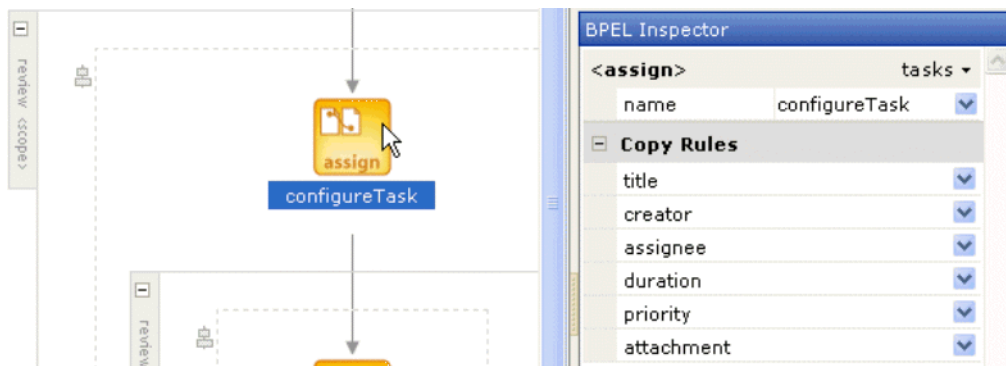 review <scope>
assign
configureTask
review
BPEL Inspector
<assign> tasks
name configureTask
Copy Rules
title
creator
assignee
duration
priority
attachment